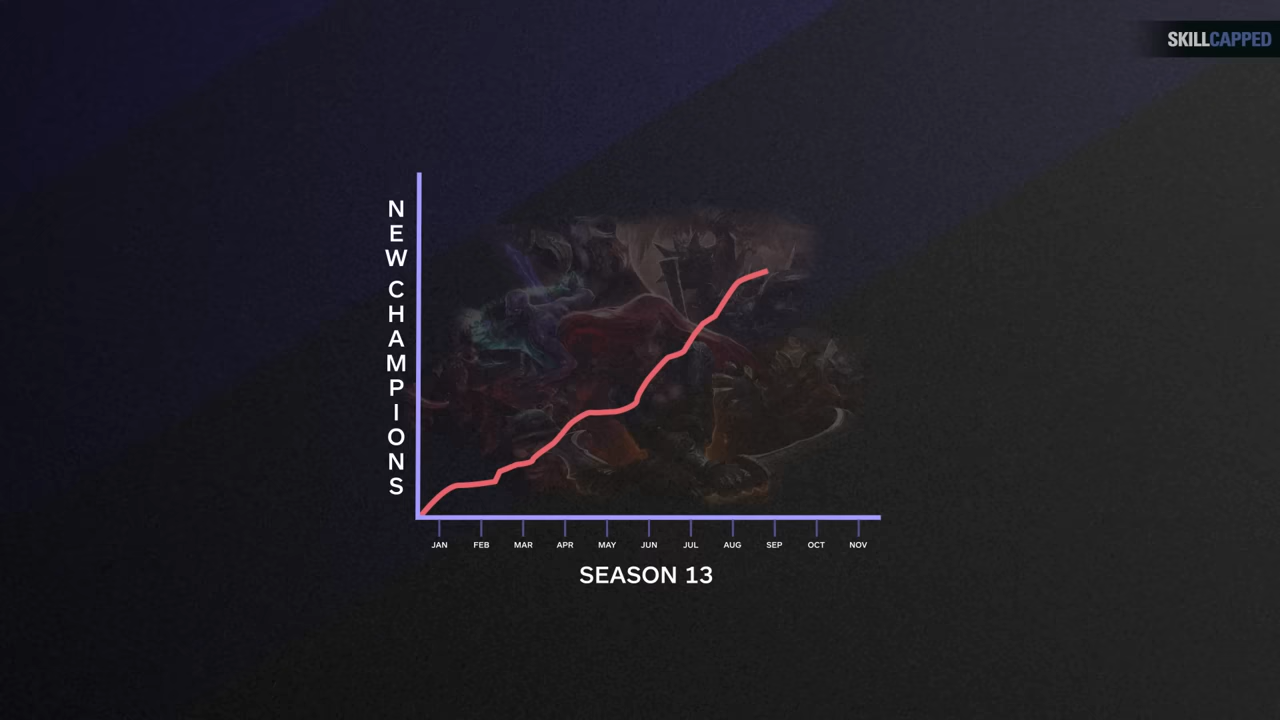 SKILLCAPPED
NEW CHAMPIONS
JAN FEB MAR APR MAY JUN JUL AUG SEP OCT NOV
SEASON 13